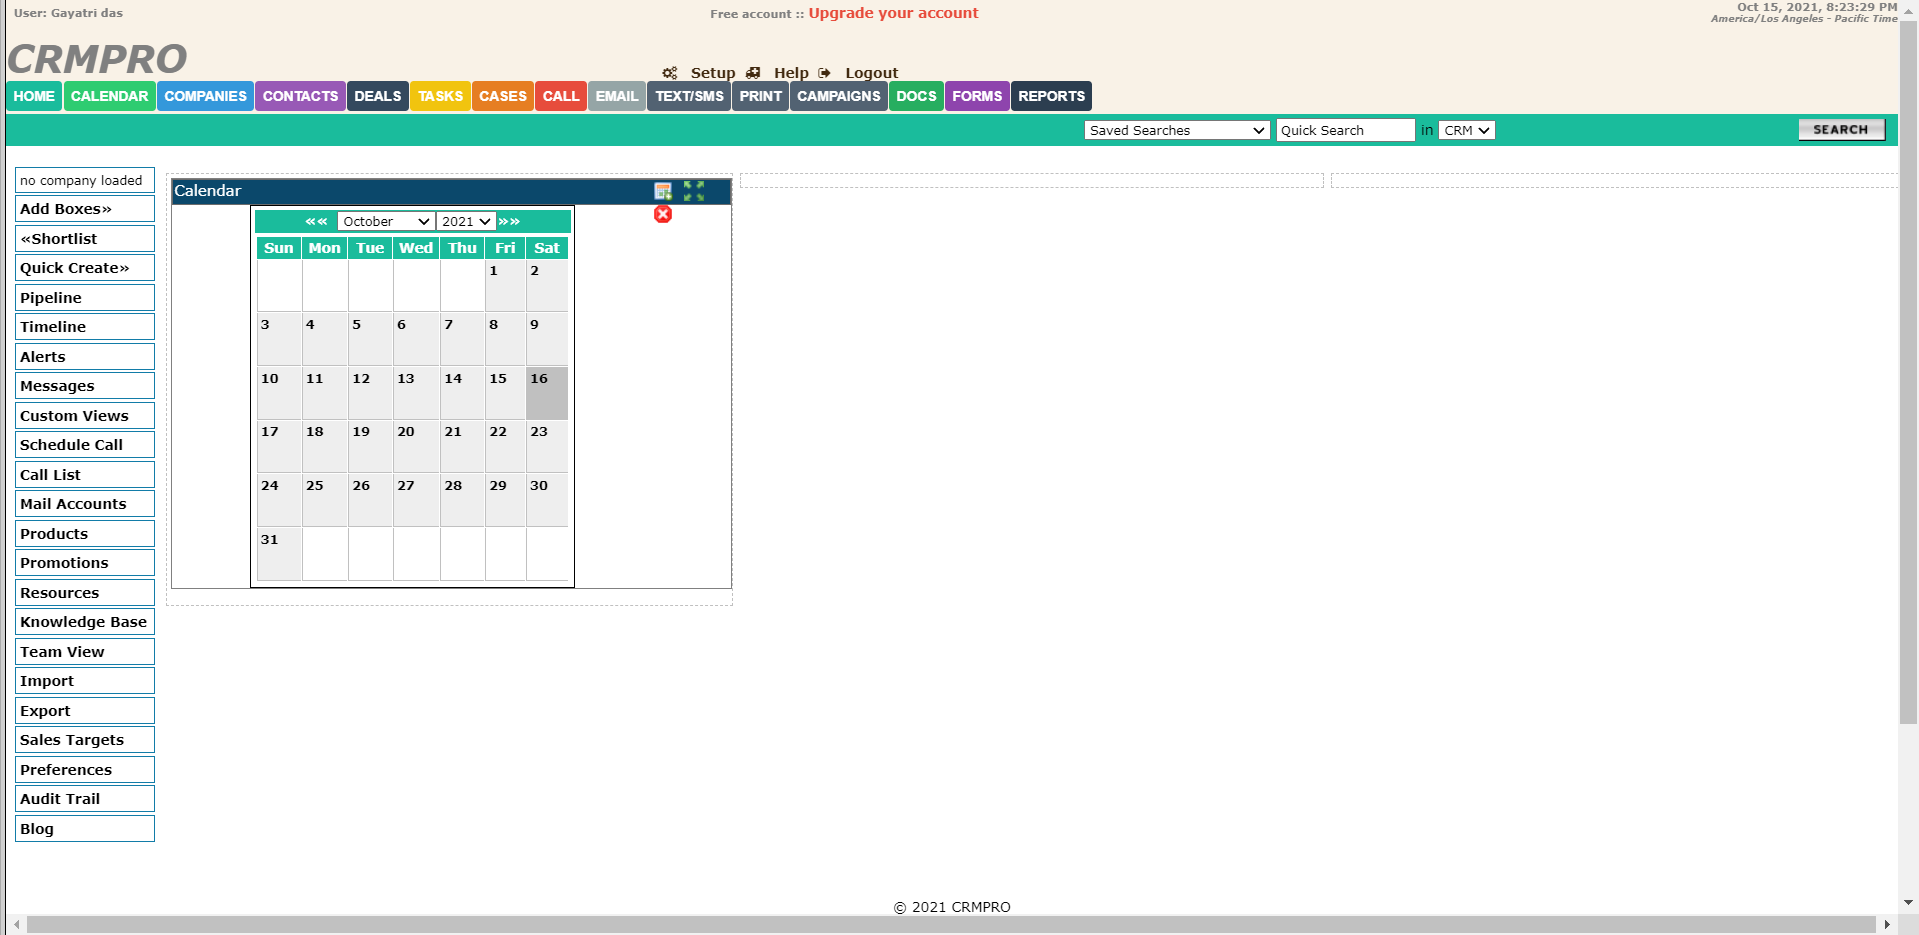 User: Gayatri das
Free account :: Upgrade your account
Oct 15, 2021, 8:23:29 PM
America/Los Angeles - Pacific Time
CRMPRO
Setup Help Logout
HOME CALENDAR COMPANIES CONTACTS DEALS TASKS CASES CALL EMAIL TEXT/SMS PRINT CAMPAIGNS DOCS FORMS REPORTS
Saved Searches Quick Search in CRM SEARCH
no company loaded
Add Boxes»
«Shortlist
Quick Create»
Pipeline
Timeline
Alerts
Messages
Custom Views
Schedule Call
Call List
Mail Accounts
Products
Promotions
Resources
Knowledge Base
Team View
Import
Export
Sales Targets
Preferences
Audit Trail
Blog
Calendar
«« October 2021 »»
Sun Mon Tue Wed Thu Fri Sat
1 2
3 4 5 6 7 8 9
10 11 12 13 14 15 16
17 18 19 20 21 22 23
24 25 26 27 28 29 30
31
© 2021 CRMPRO